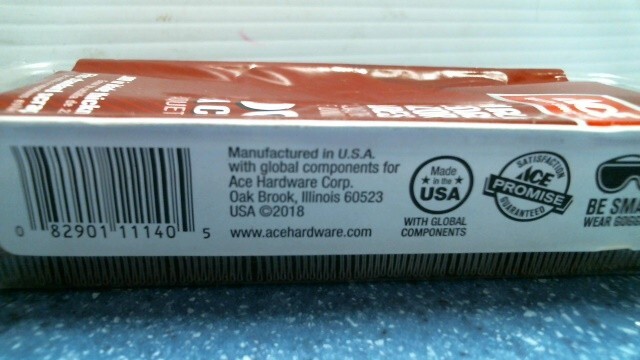 Manufactured in U.S.A.
with global components for
Ace Hardware Corp.
Oak Brook, Illinois 60523
USA ©2018
www.acehardware.com
0 82901 11140 5
Made
in the
USA
WITH GLOBAL
COMPONENTS
SATISFACTION
ACE
PROMISE
GUARANTEED
BE SMA
WEAR GOGG